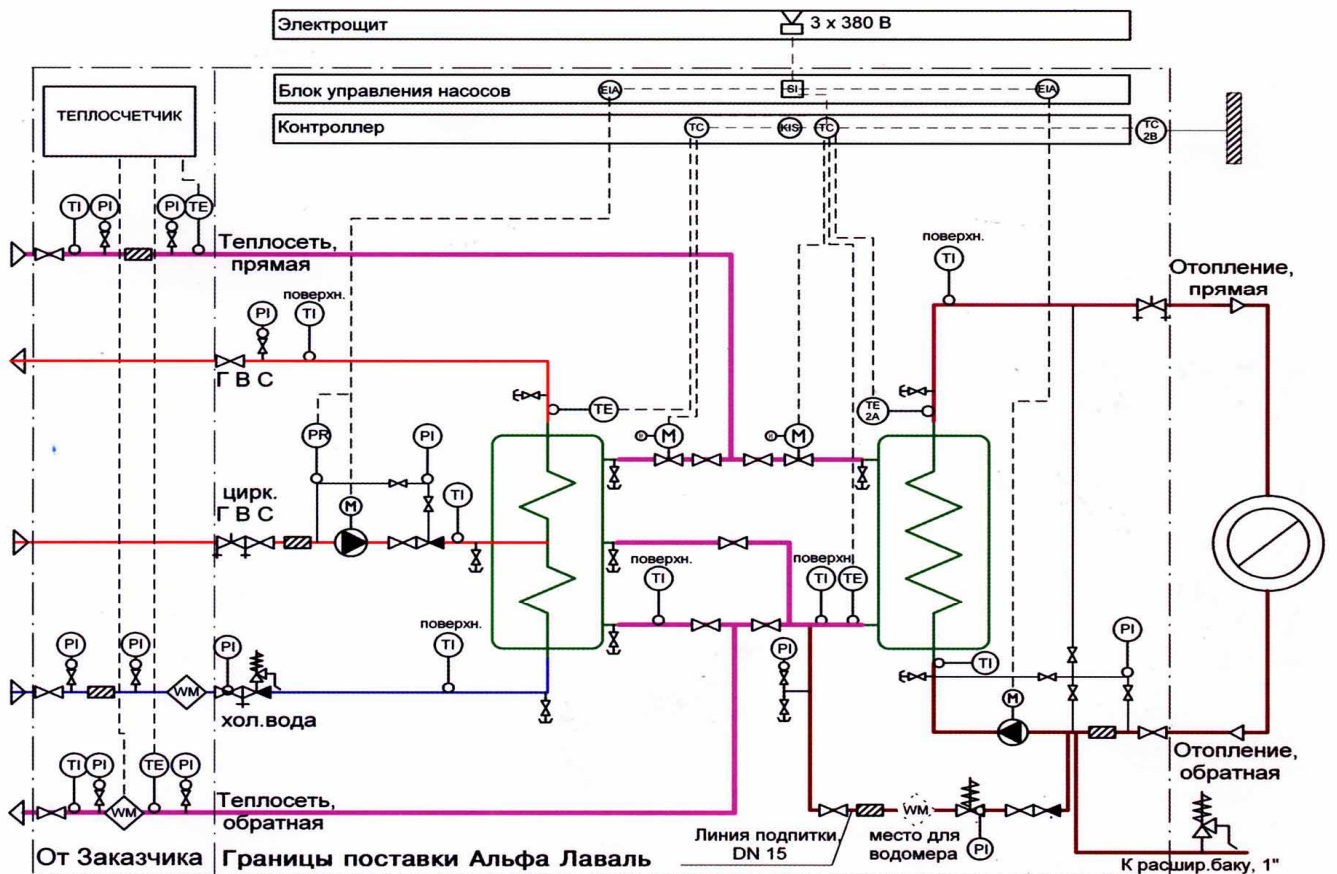 Электрощит
3 x 380 В
Блок управления насосов
EIA
SI
EIA
Контроллер
TC
KIS
TC
TC
2B
ТЕПЛОСЧЕТЧИК
TI
PI
PI
TE
Теплосеть,
прямая
поверхн.
TI
Отопление,
прямая
PI
поверхн.
TI
Г В С
TE
M
M
TE
2A
PR
PI
цирк.
Г В С
M
TI
поверхн.
TI
поверхн.
TI
TE
PI
PI
PI
WM
поверхн.
TI
хол.вода
PI
TI
M
PI
Отопление,
обратная
TI
PI
TE
PI
WM
Теплосеть,
обратная
WM
Линия подпитки,
DN 15
место для
водомера
PI
От Заказчика
Границы поставки Альфа Лаваль
К расшир.баку, 1"